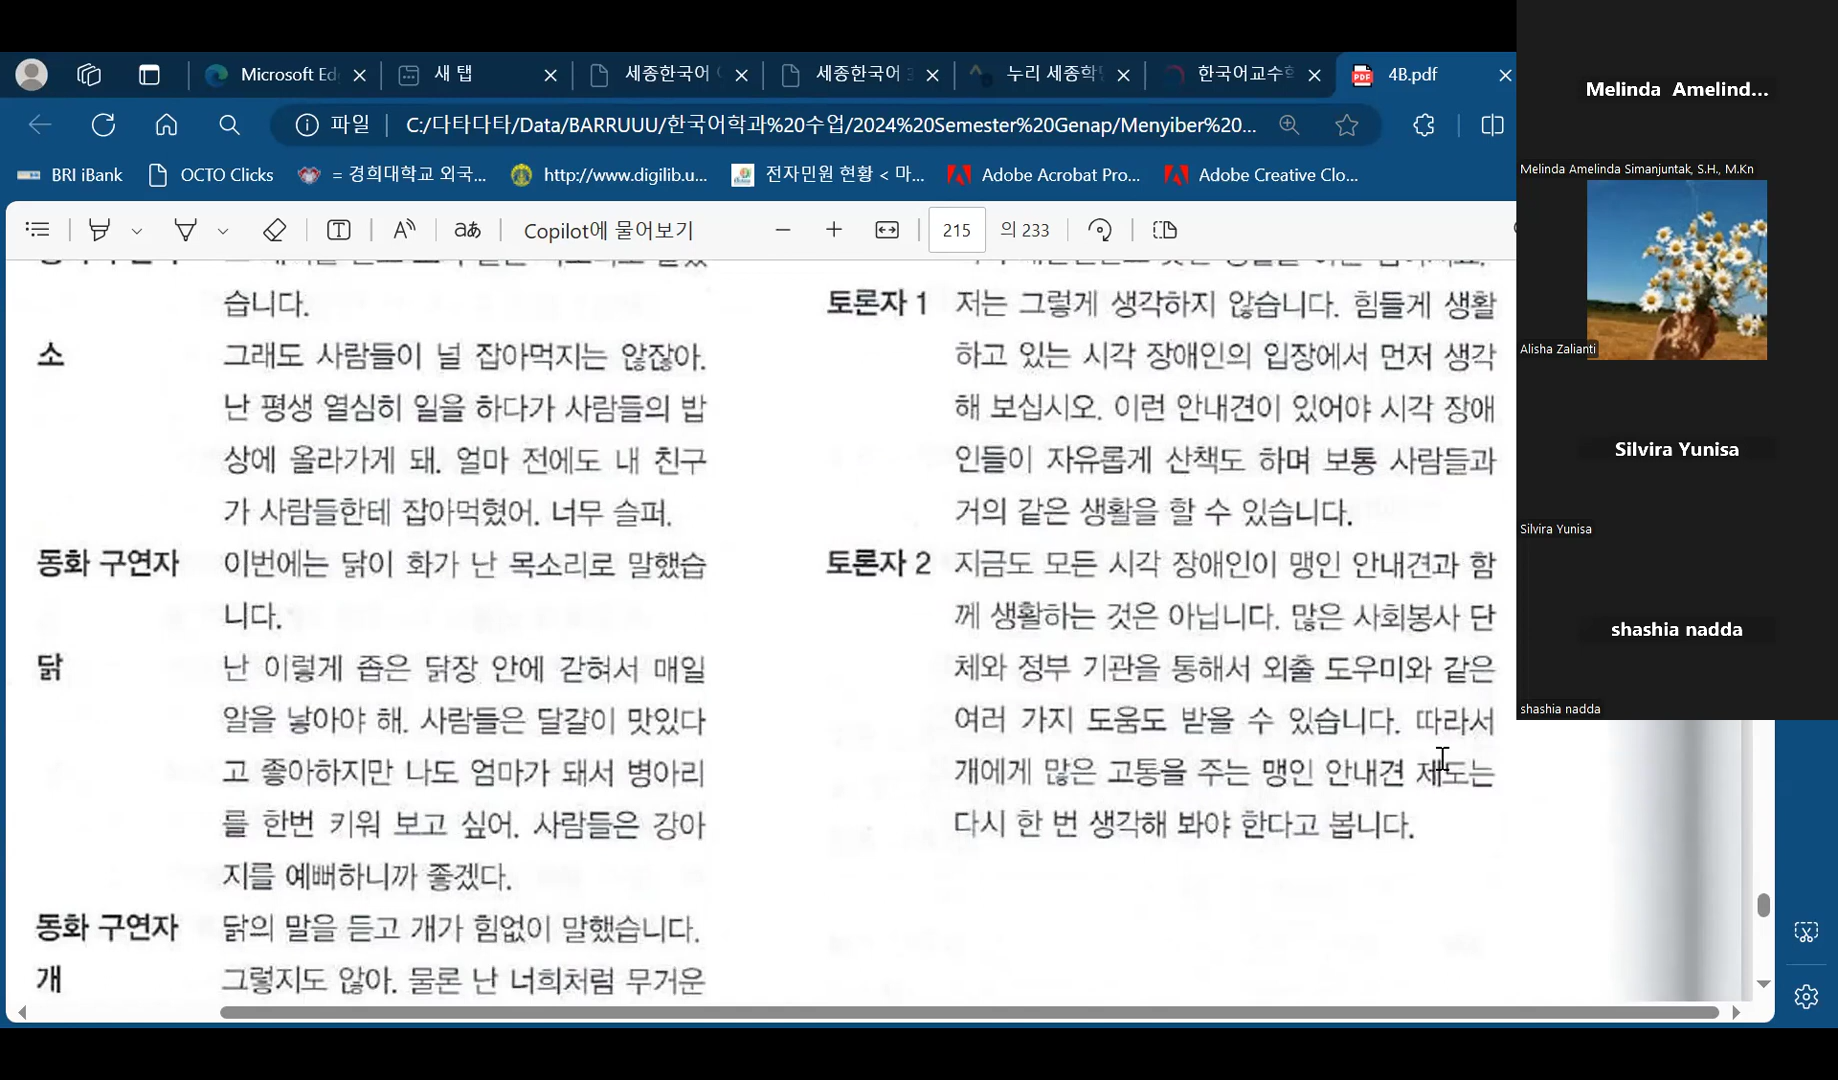 Microsoft Ed
새 탭
세종한국어
세종한국어
누리 세종학
한국어교수
4B.pdf
파일
C:/다타다타/Data/BARRUUU/한국어학과%20수업/2024%20Semester%20Genap/Menyiber%20...
BRI iBank
OCTO Clicks
= 경희대학교 외국...
http://www.digilib.u...
전자민원 현황 < 마...
Adobe Acrobat Pro...
Adobe Creative Clo...
Copilot에 물어보기
215 의 233
습니다.
소 그래도 사람들이 널 잡아먹지는 않잖아.
난 평생 열심히 일을 하다가 사람들의 밥
상에 올라가게 돼. 얼마 전에도 내 친구
가 사람들한테 잡아먹혔어. 너무 슬퍼.
동화 구연자 이번에는 닭이 화가 난 목소리로 말했습
니다.
닭 난 이렇게 좁은 닭장 안에 갇혀서 매일
알을 낳아야 해. 사람들은 달걀이 맛있다
고 좋아하지만 나도 엄마가 돼서 병아리
를 한번 키워 보고 싶어. 사람들은 강아
지를 예뻐하니까 좋겠다.
동화 구연자 닭의 말을 듣고 개가 힘없이 말했습니다.
개 그렇지도 않아. 물론 난 너희처럼 무거운
토론자 1 저는 그렇게 생각하지 않습니다. 힘들게 생활
하고 있는 시각 장애인의 입장에서 먼저 생각
해 보십시오. 이런 안내견이 있어야 시각 장애
인들이 자유롭게 산책도 하며 보통 사람들과
거의 같은 생활을 할 수 있습니다.
토론자 2 지금도 모든 시각 장애인이 맹인 안내견과 함
께 생활하는 것은 아닙니다. 많은 사회봉사 단
체와 정부 기관을 통해서 외출 도우미와 같은
여러 가지 도움도 받을 수 있습니다. 따라서
개에게 많은 고통을 주는 맹인 안내견 제도는
다시 한 번 생각해 봐야 한다고 봅니다.
Melinda Amelind...
Melinda Amelinda Simanjuntak, S.H., M.Kn
Alisha Zalianti
Silvira Yunisa
Silvira Yunisa
shashia nadda
shashia nadda